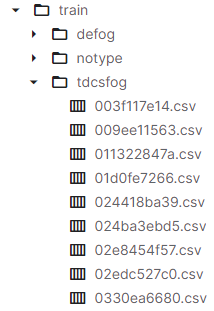 train
defog
notype
tdcsfog
003f117e14.csv
009ee11563.csv
011322847a.csv
01d0fe7266.csv
024418ba39.csv
024ba3ebd5.csv
02e8454f57.csv
02edc527c0.csv
0330ea6680.csv